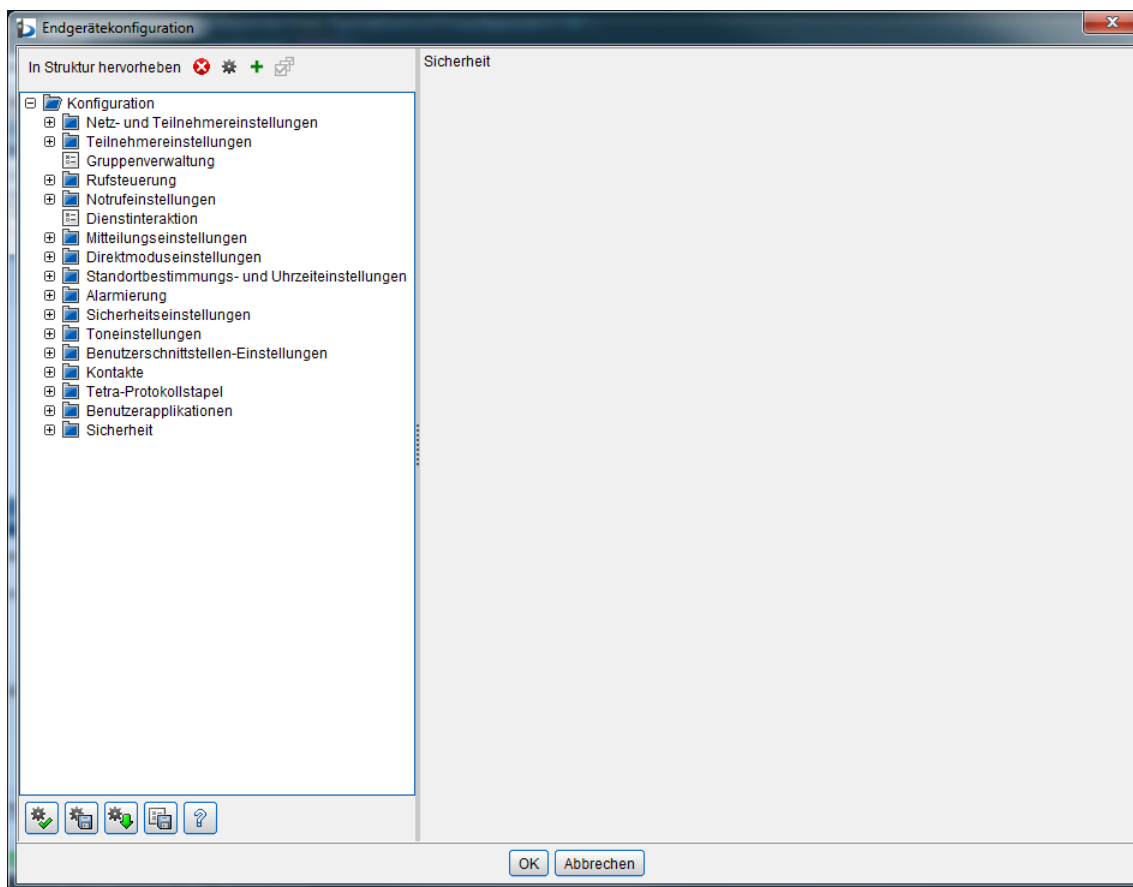 Endgerätekonfiguration
In Struktur hervorheben
Sicherheit
Konfiguration
Netz- und Teilnehmereinstellungen
Teilnehmereinstellungen
Gruppenverwaltung
Rufsteuerung
Notrufeinstellungen
Dienstinteraktion
Mitteilungseinstellungen
Direktmoduseinstellungen
Standortbestimmungs- und Uhrzeiteinstellungen
Alarmierung
Sicherheitseinstellungen
Toneinstellungen
Benutzerschnittstellen-Einstellungen
Kontakte
Tetra-Protokollstapel
Benutzerapplikationen
Sicherheit
OK Abbrechen